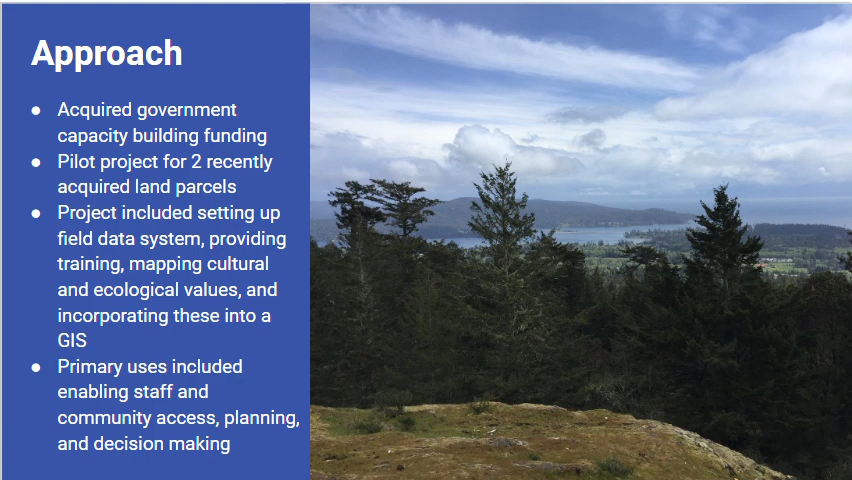 Approach
● Acquired government
capacity building funding
● Pilot project for 2 recently
acquired land parcels
● Project included setting up
field data system, providing
training, mapping cultural
and ecological values, and
incorporating these into a
GIS
● Primary uses included
enabling staff and
community access, planning,
and decision making